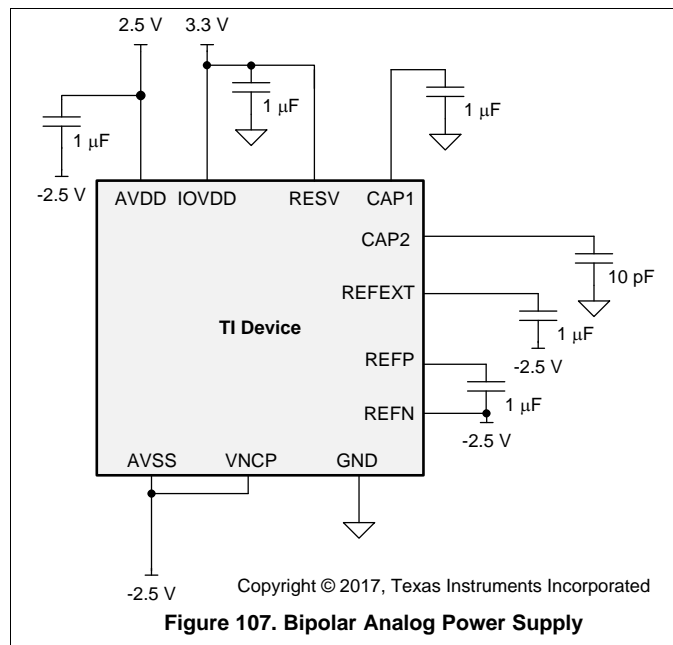 2.5 V 3.3 V
1 μF 1 μF 1 μF
-2.5 V
AVDD IOVDD RESV CAP1
CAP2
10 pF
REFEXT
TI Device
1 μF
-2.5 V
REFP
1 μF
REFN
-2.5 V
AVSS VNCP GND
-2.5 V
Copyright © 2017, Texas Instruments Incorporated
Figure 107. Bipolar Analog Power Supply